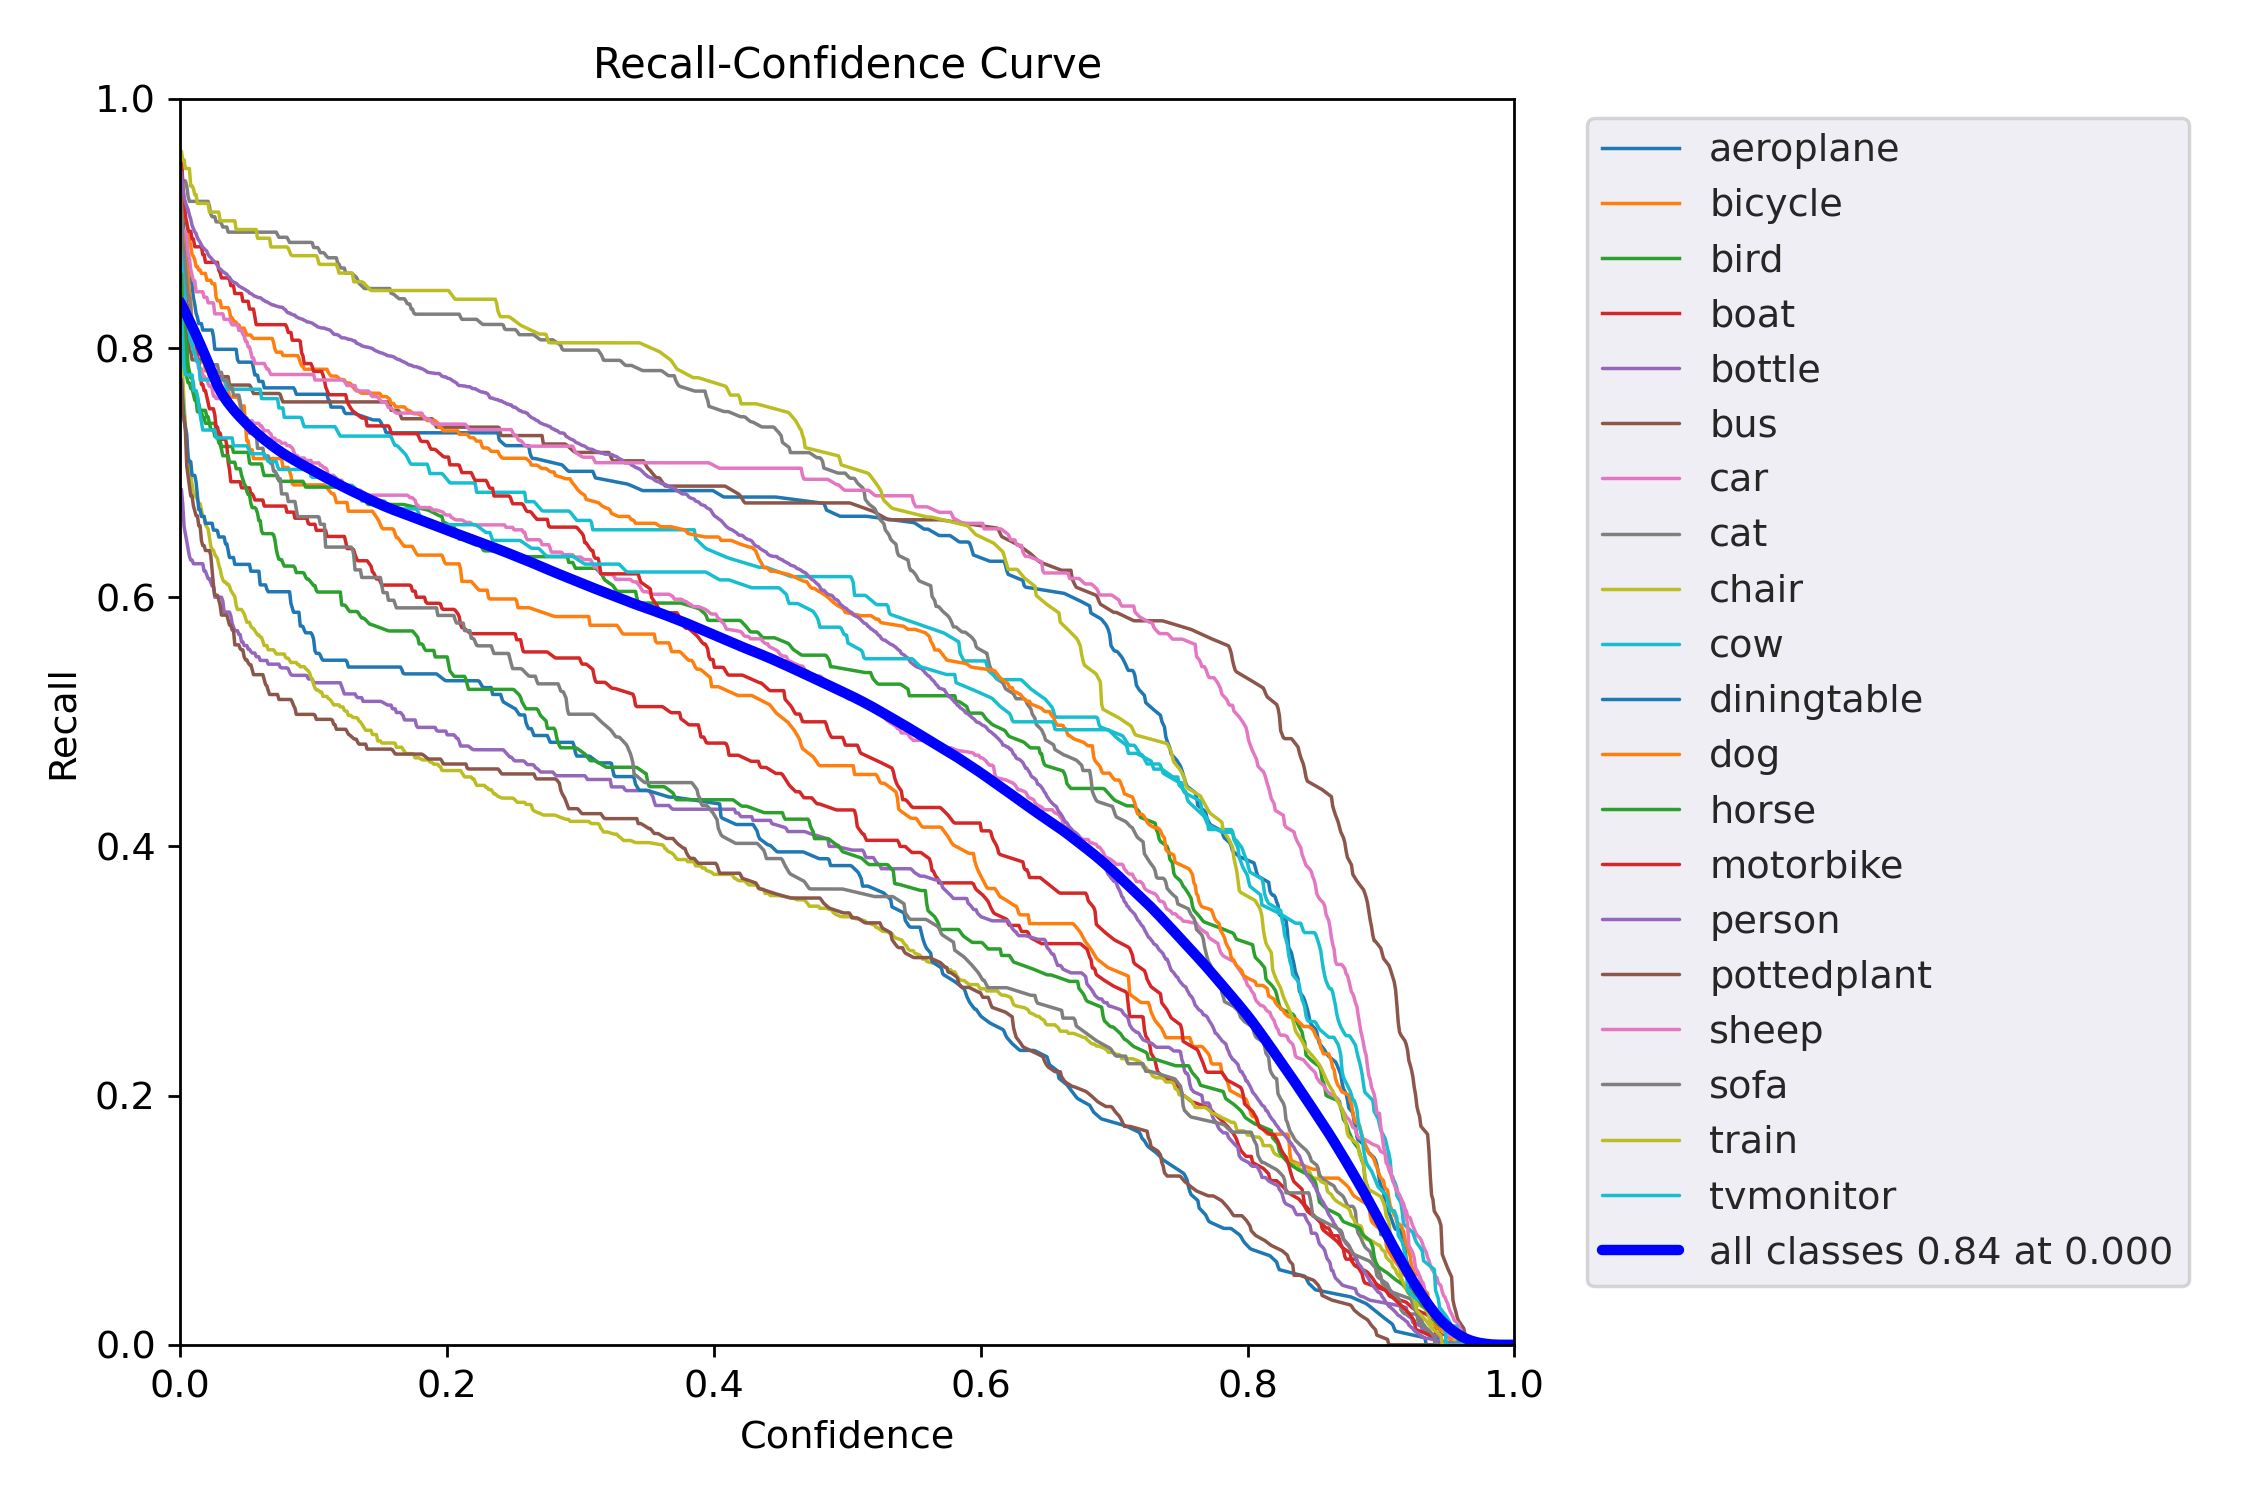 Recall-Confidence Curve
1.0
0.8
0.6
0.4
0.2
0.0
Recall
0.0 0.2 0.4 0.6 0.8 1.0
Confidence
aeroplane
bicycle
bird
boat
bottle
bus
car
cat
chair
cow
diningtable
dog
horse
motorbike
person
pottedplant
sheep
sofa
train
tvmonitor
all classes 0.84 at 0.000